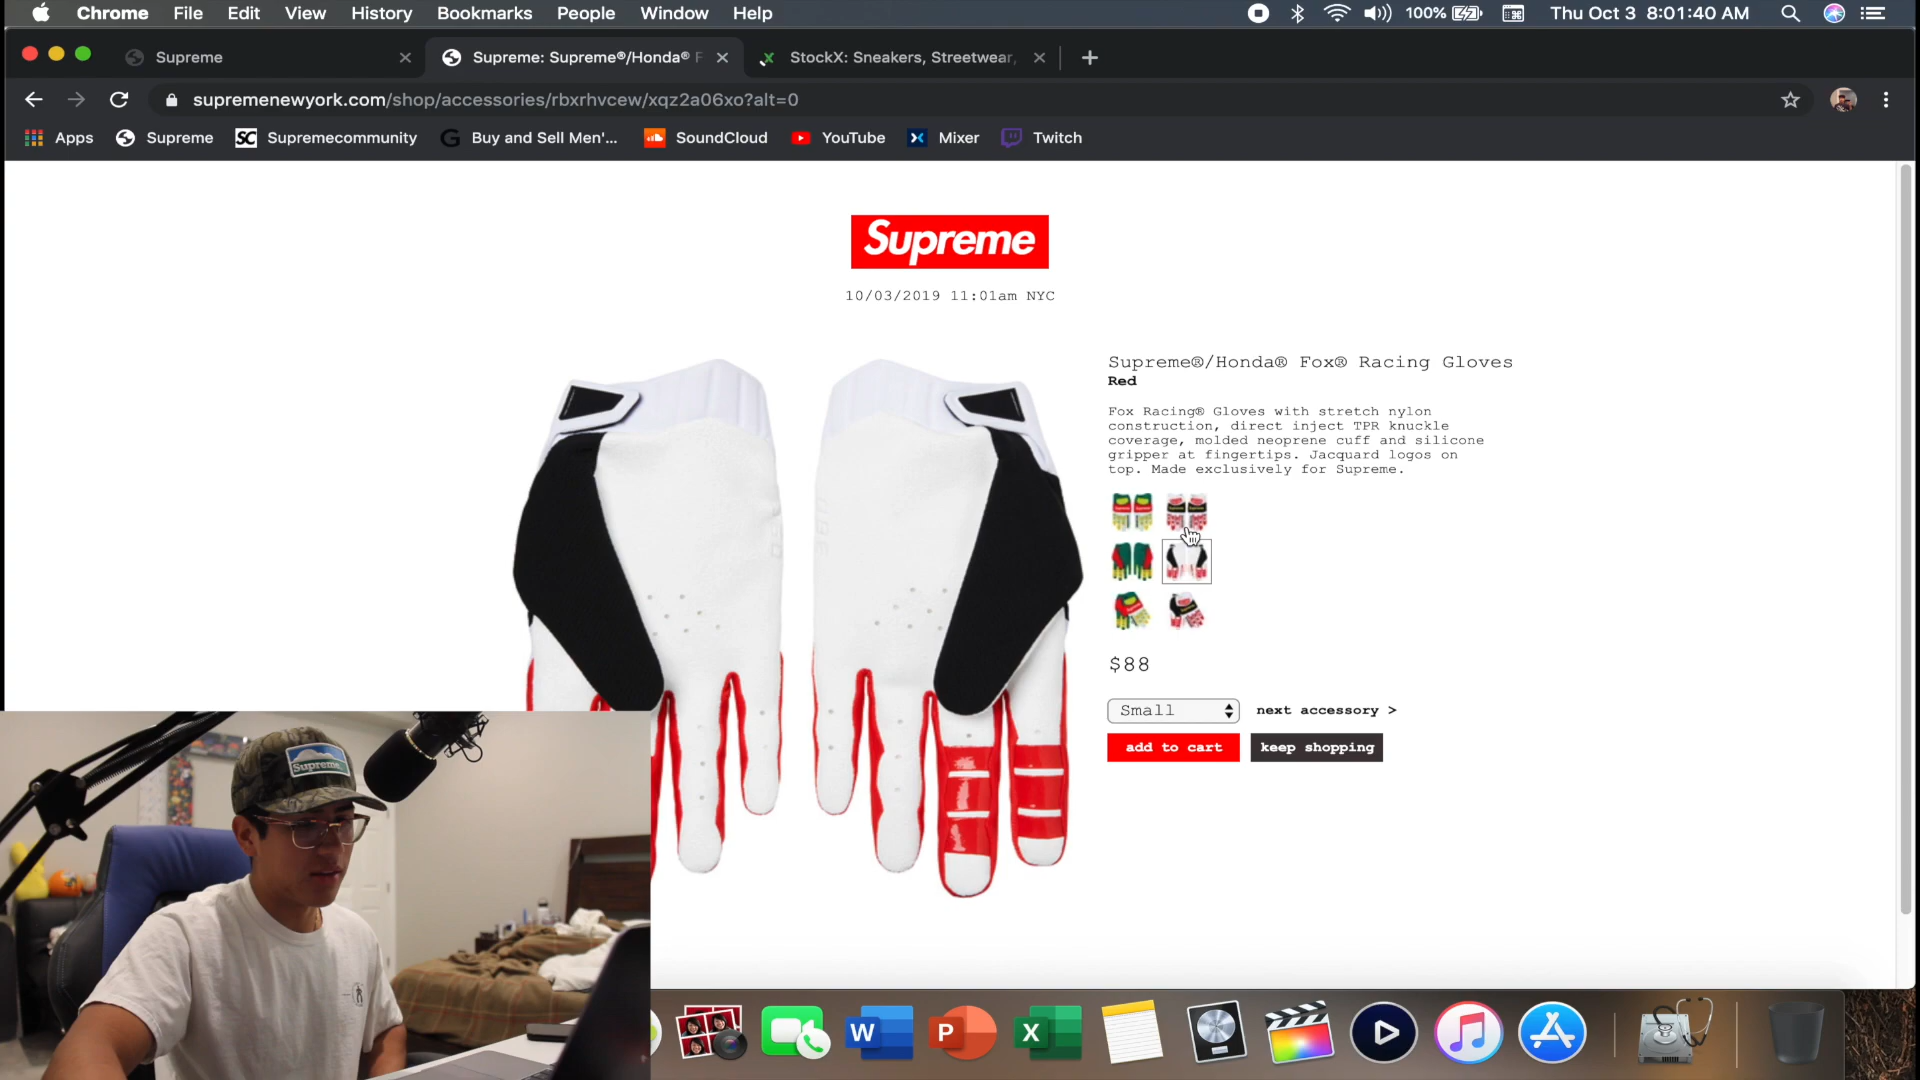 Chrome File Edit View History Bookmarks People Window Help 100% Thu Oct 3 8:01:40 AM
Supreme Supreme: Supreme®/Honda® F StockX: Sneakers, Streetwear,
supremenewyork.com/shop/accessories/rbxrhvcew/xqz2a06xo?alt=0
Apps Supreme SC Supremecommunity G Buy and Sell Men'... SoundCloud YouTube Mixer Twitch
Supreme
10/03/2019 11:01am NYC
Supreme®/Honda® Fox® Racing Gloves
Red
Fox Racing® Gloves with stretch nylon
construction, direct inject TPR knuckle
coverage, molded neoprene cuff and silicone
gripper at fingertips. Jacquard logos on
top. Made exclusively for Supreme.
$88
Small next accessory >
add to cart keep shopping
Supreme
W P X